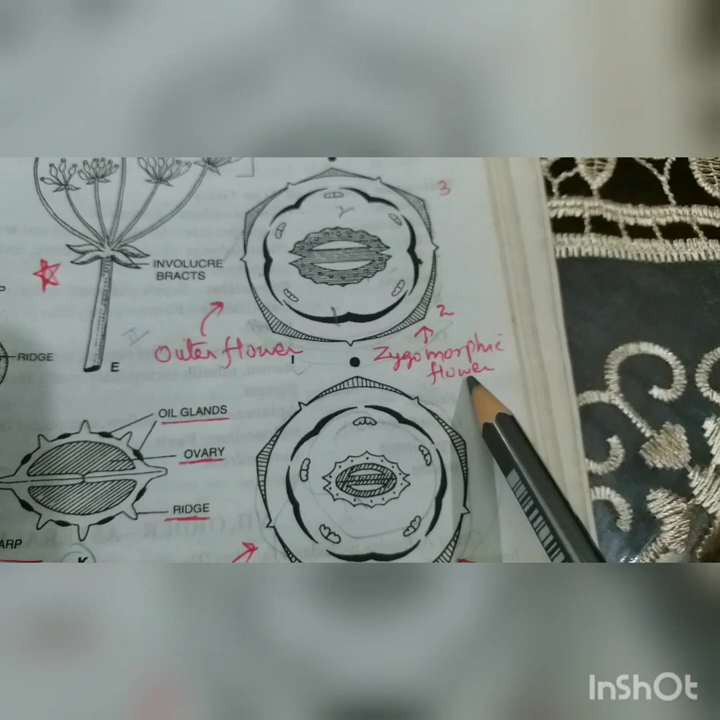 3
INVOLUCRE
BRACTS
2
Outer flower
Zygomorphic
flower
I
RIDGE
E
OIL GLANDS
OVARY
RIDGE
ARP
InShOt